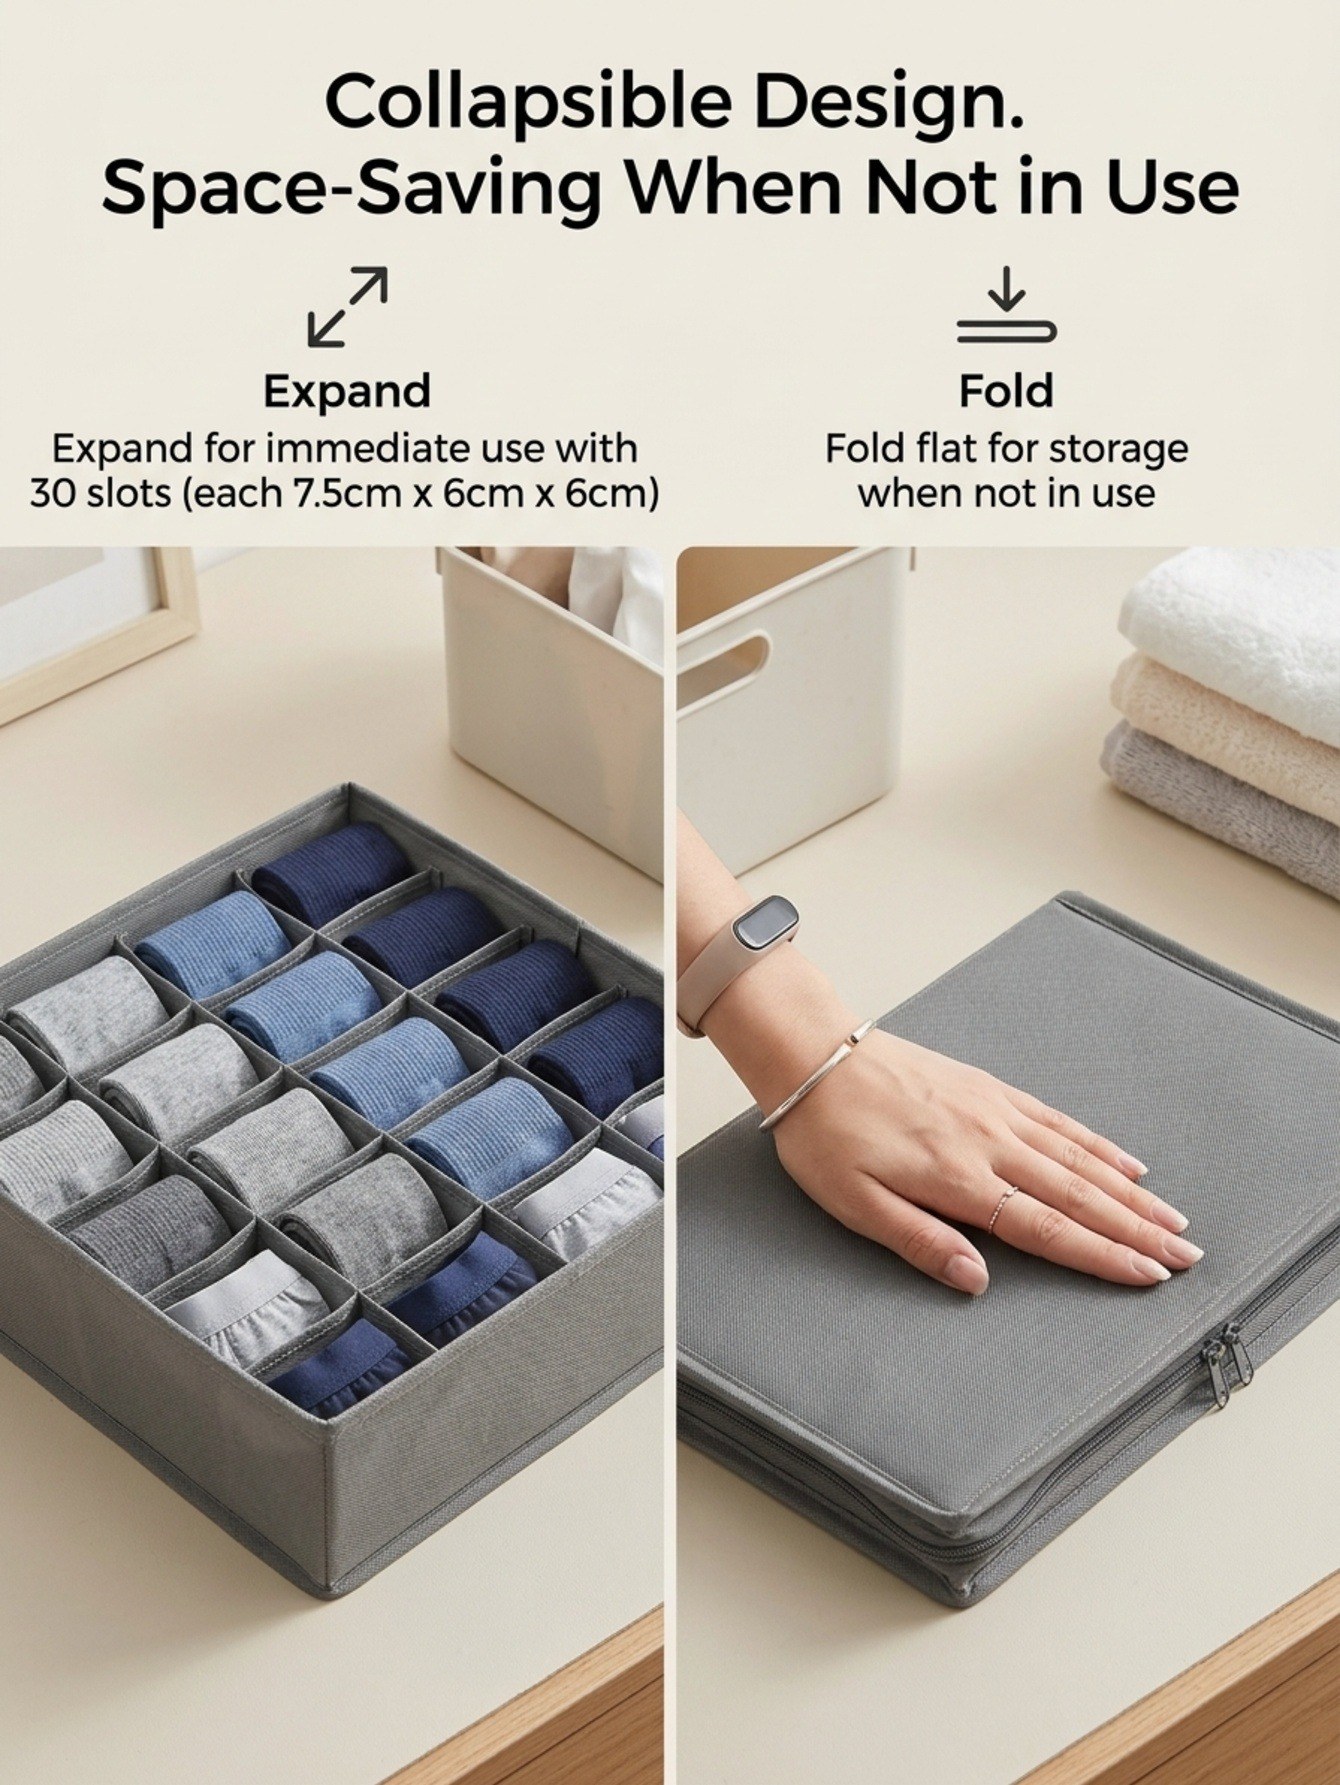 Collapsible Design.
Space-Saving When Not in Use
Expand
Expand for immediate use with
30 slots (each 7.5cm x 6cm x 6cm)
Fold
Fold flat for storage
when not in use